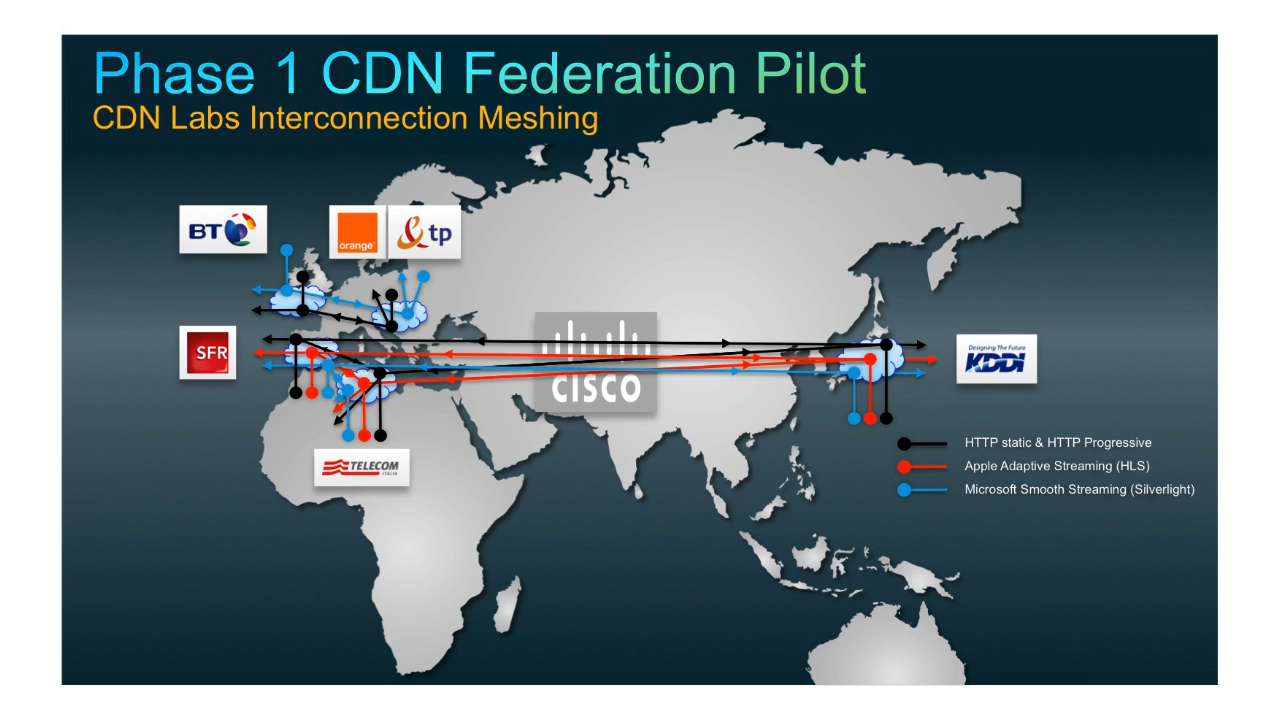 Phase 1 CDN Federation Pilot
CDN Labs Interconnection Meshing
BT
orange™
tp
SFR
CISCO
Designing The Future
KDDI
TELECOM
ITALIA
HTTP static & HTTP Progressive
Apple Adaptive Streaming (HLS)
Microsoft Smooth Streaming (Silverlight)